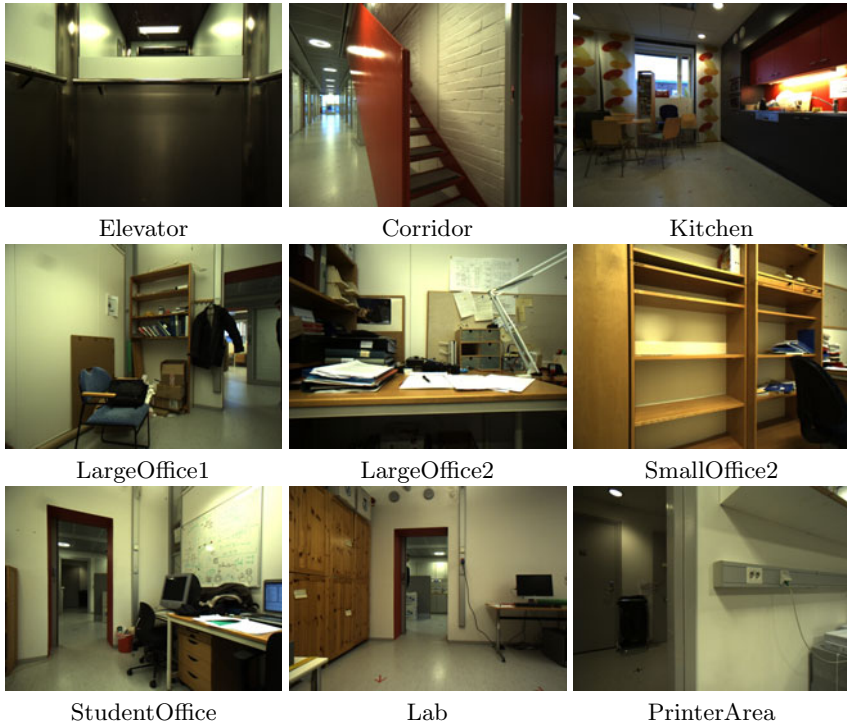 Elevator
Corridor
Kitchen
LargeOffice1
LargeOffice2
SmallOffice2
StudentOffice
Lab
PrinterArea